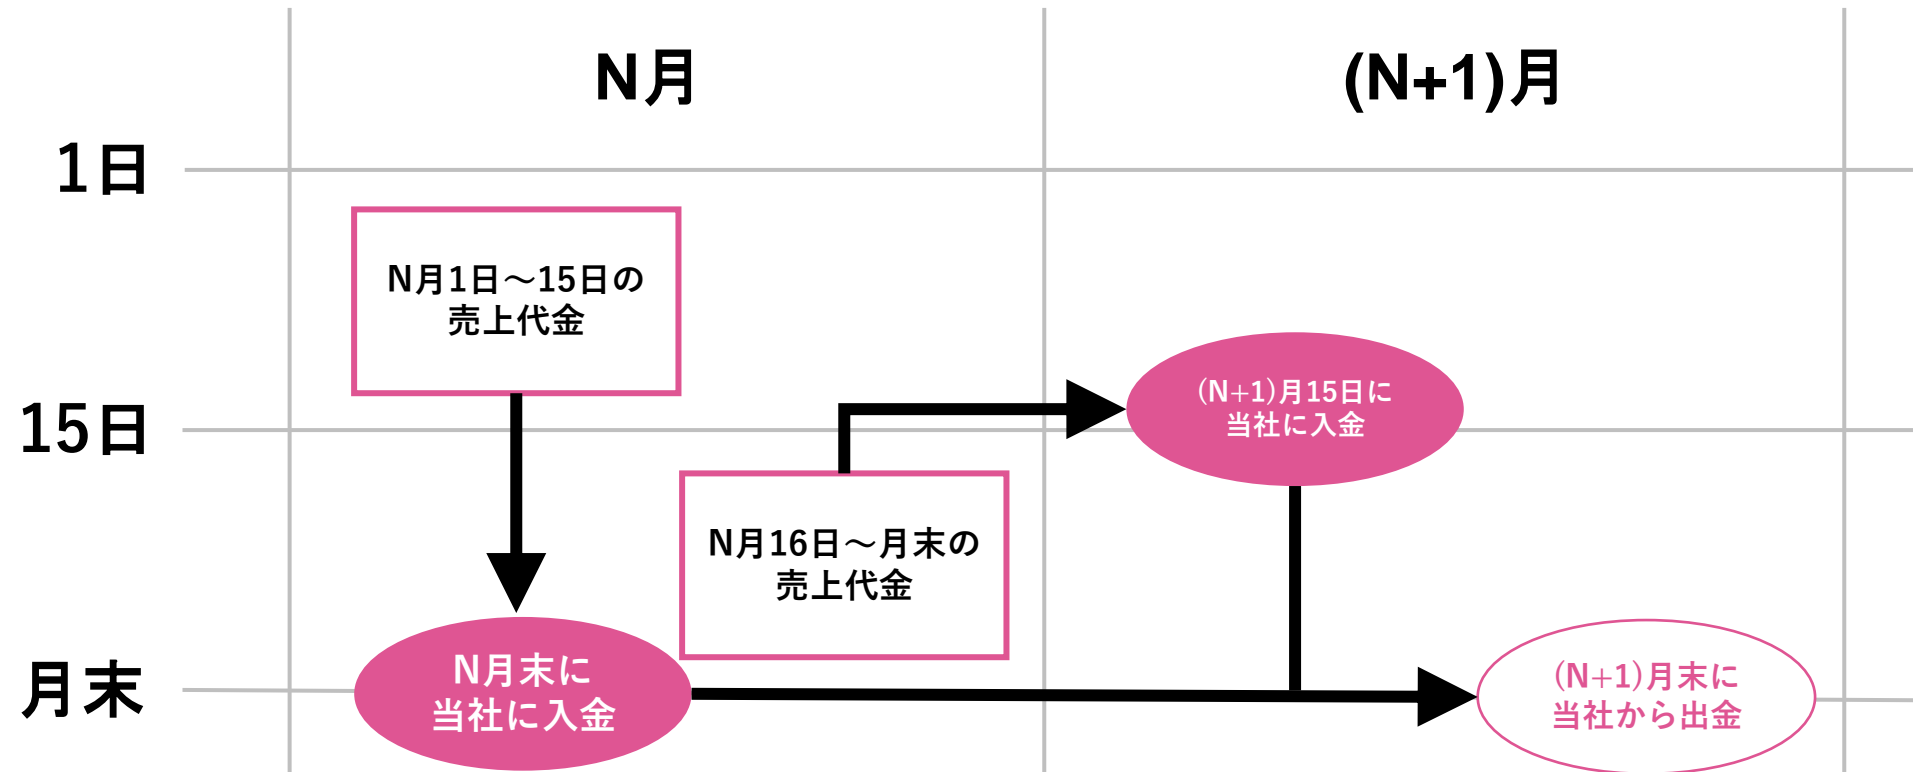 N月
(N+1)月
1日
N月1日～15日の
売上代金
15日
(N+1)月15日に
当社に入金
N月16日～月末の
売上代金
月末
N月末に
当社に入金
(N+1)月末に
当社から出金